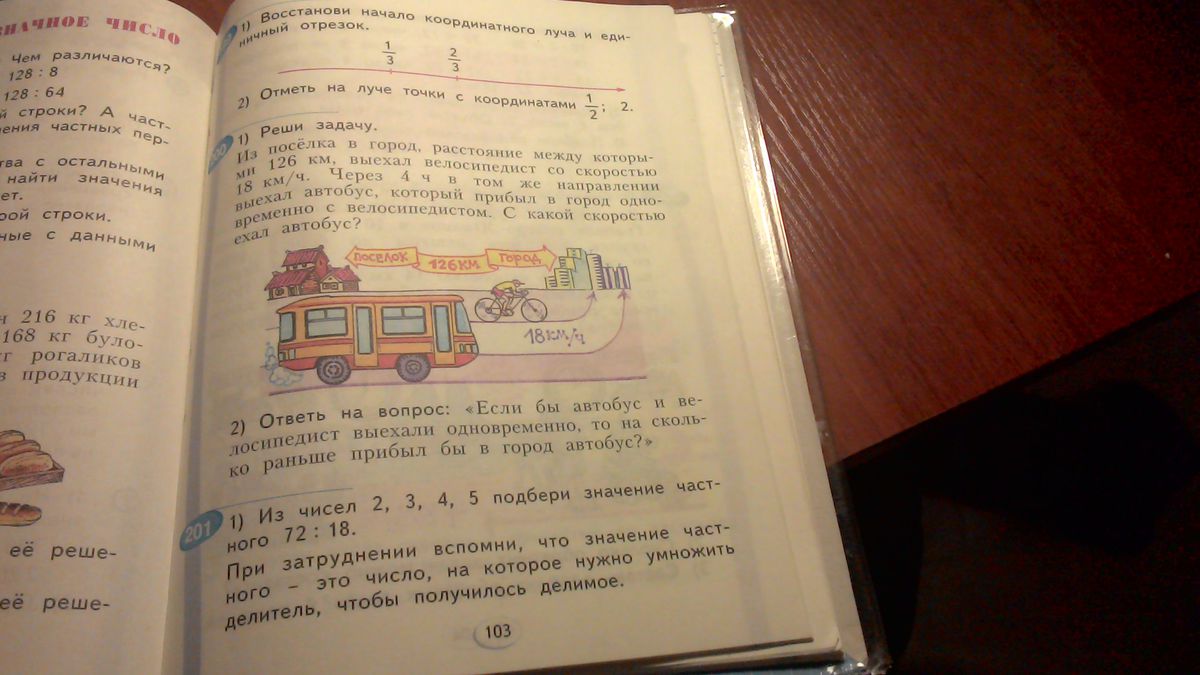 ЗНАЧНОЕ ЧИСЛО
Чем различаются?
128 : 8
128 : 64
й строки? А част-
ения частных пер-
тва с остальными
найти значения
ет.
рой строки.
ные с данными
216 кг хле-
168 кг було-
рогаликов
в продукции
её реше-
её реше-
1) Восстанови начало координатного луча и еди-
ничный отрезок.
1/3 2/3
2) Отметь на луче точки с координатами 1/2; 2.
200 1) Реши задачу.
Из посёлка в город, расстояние между которы-
ми 126 км, выехал велосипедист со скоростью
18 км/ч. Через 4 ч в том же направлении
выехал автобус, который прибыл в город одно-
временно с велосипедистом. С какой скоростью
ехал автобус?
ПОСЕЛОК 126КМ ГОРОД
18КМ/Ч
2) Ответь на вопрос: «Если бы автобус и ве-
лосипедист выехали одновременно, то на сколь-
ко раньше прибыл бы в город автобус?»
201 1) Из чисел 2, 3, 4, 5 подбери значение част-
ного 72 : 18.
При затруднении вспомни, что значение част-
ного – это число, на которое нужно умножить
делитель, чтобы получилось делимое.
103